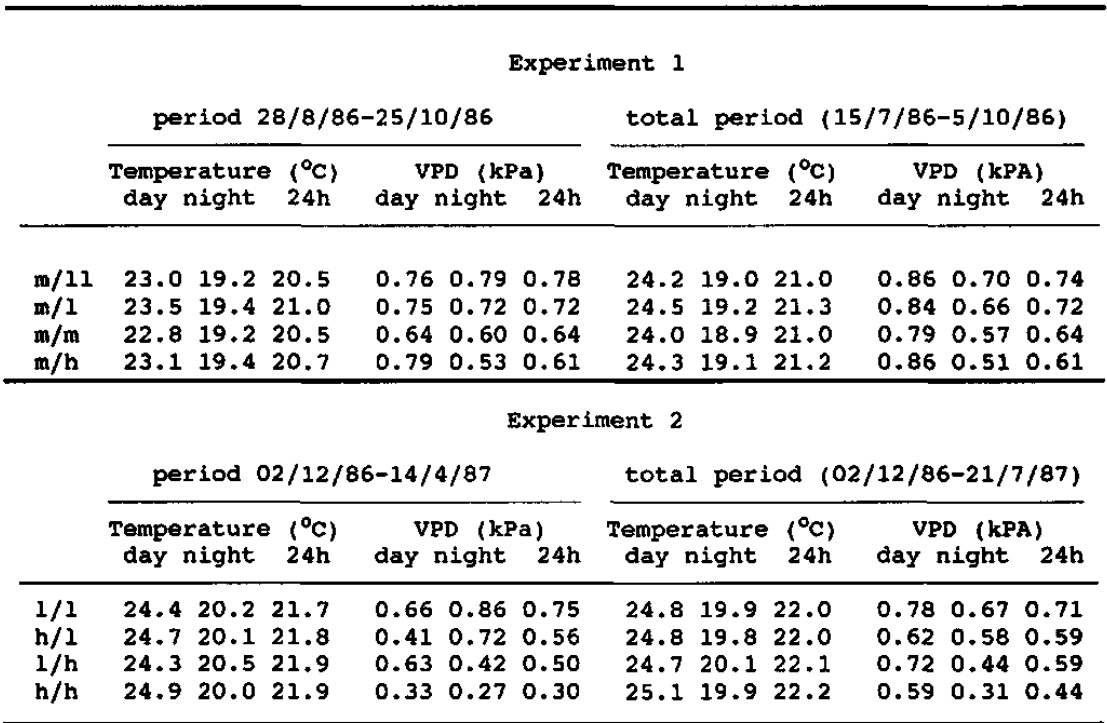 Experiment 1
period 28/8/86-25/10/86 total period (15/7/86-5/10/86)
Temperature (°C) VPD (kPa) Temperature (°C) VPD (kPA)
day night 24h day night 24h day night 24h day night 24h
m/ll 23.0 19.2 20.5 0.76 0.79 0.78 24.2 19.0 21.0 0.86 0.70 0.74
m/l 23.5 19.4 21.0 0.75 0.72 0.72 24.5 19.2 21.3 0.84 0.66 0.72
m/m 22.8 19.2 20.5 0.64 0.60 0.64 24.0 18.9 21.0 0.79 0.57 0.64
m/h 23.1 19.4 20.7 0.79 0.53 0.61 24.3 19.1 21.2 0.86 0.51 0.61
Experiment 2
period 02/12/86-14/4/87 total period (02/12/86-21/7/87)
Temperature (°C) VPD (kPa) Temperature (°C) VPD (kPA)
day night 24h day night 24h day night 24h day night 24h
l/l 24.4 20.2 21.7 0.66 0.86 0.75 24.8 19.9 22.0 0.78 0.67 0.71
h/l 24.7 20.1 21.8 0.41 0.72 0.56 24.8 19.8 22.0 0.62 0.58 0.59
l/h 24.3 20.5 21.9 0.63 0.42 0.50 24.7 20.1 22.1 0.72 0.44 0.59
h/h 24.9 20.0 21.9 0.33 0.27 0.30 25.1 19.9 22.2 0.59 0.31 0.44